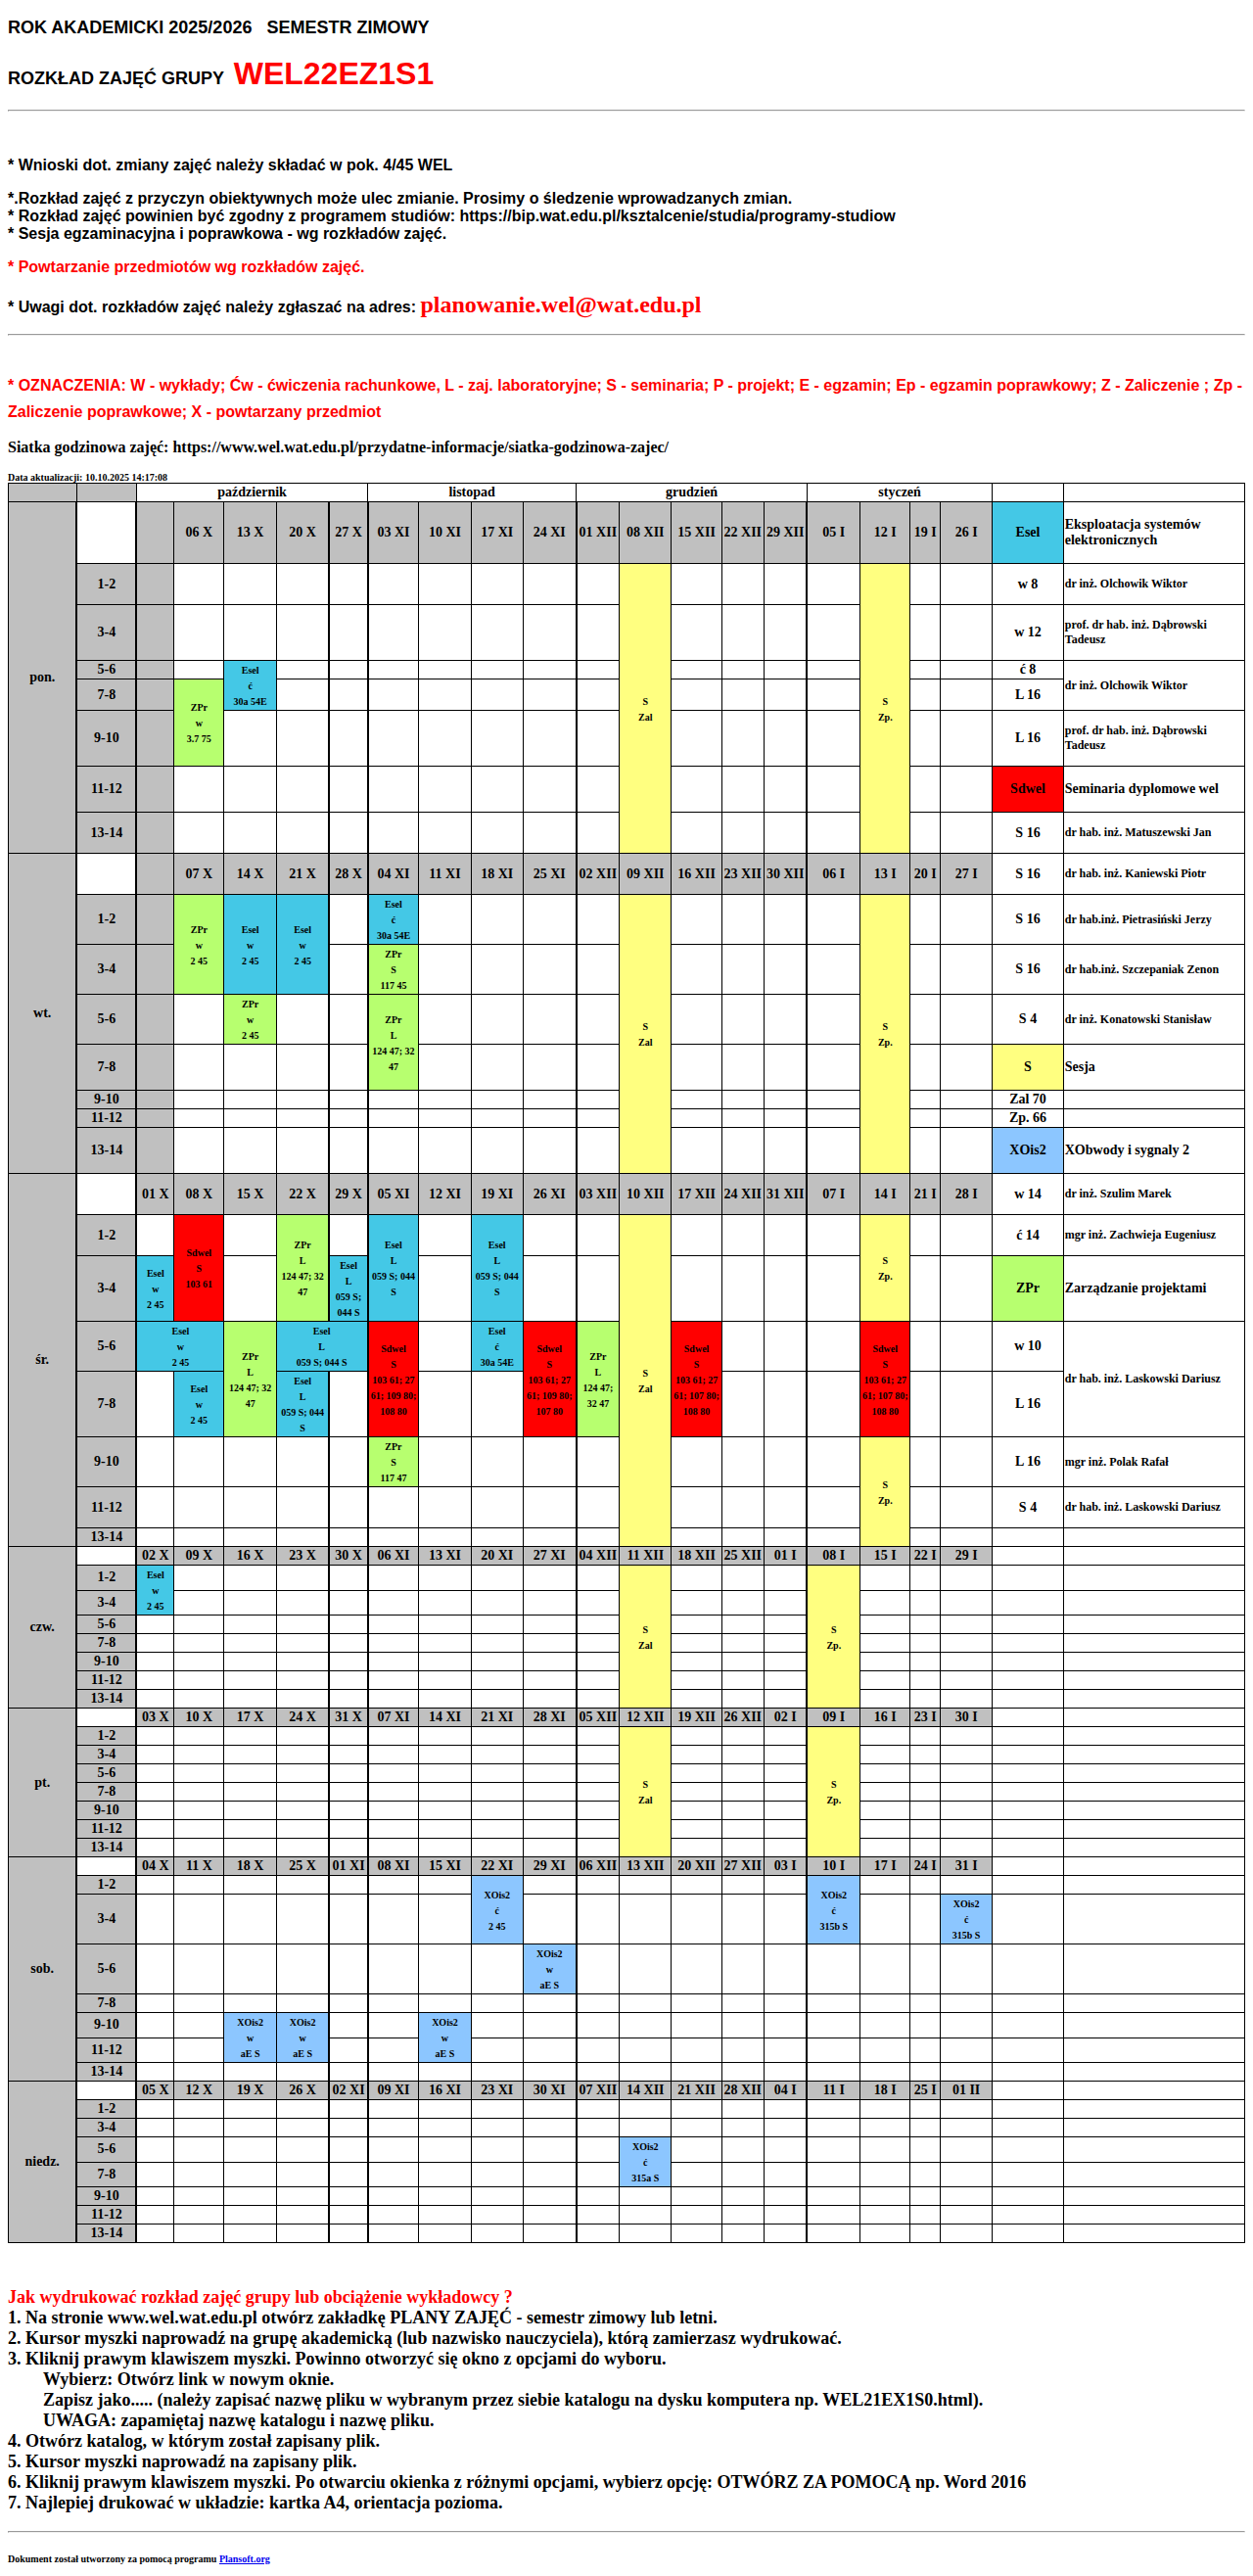 ROK AKADEMICKI 2025/2026 SEMESTR ZIMOWY
ROZKŁAD ZAJĘĆ GRUPY WEL22EZ1S1
* Wnioski dot. zmiany zajęć należy składać w pok. 4/45 WEL
*.Rozkład zajęć z przyczyn obiektywnych może ulec zmianie. Prosimy o śledzenie wprowadzanych zmian.
* Rozkład zajęć powinien być zgodny z programem studiów: https://bip.wat.edu.pl/ksztalcenie/studia/programy-studiow
* Sesja egzaminacyjna i poprawkowa - wg rozkładów zajęć.
* Powtarzanie przedmiotów wg rozkładów zajęć.
* Uwagi dot. rozkładów zajęć należy zgłaszać na adres: planowanie.wel@wat.edu.pl
* OZNACZENIA: W - wykłady; Ćw - ćwiczenia rachunkowe, L - zaj. laboratoryjne; S - seminaria; P - projekt; E - egzamin; Ep - egzamin poprawkowy; Z - Zaliczenie ; Zp -
Zaliczenie poprawkowe; X - powtarzany przedmiot
Siatka godzinowa zajęć: https://www.wel.wat.edu.pl/przydatne-informacje/siatka-godzinowa-zajec/
Data aktualizacji: 10.10.2025 14:17:08
październik listopad grudzień styczeń
pon. 06 X 13 X 20 X 27 X 03 XI 10 XI 17 XI 24 XI 01 XII 08 XII 15 XII 22 XII 29 XII 05 I 12 I 19 I 26 I Esel Eksploatacja systemów elektronicznych
1-2 S Zal S Zp. w 8 dr inż. Olchowik Wiktor
3-4 w 12 prof. dr hab. inż. Dąbrowski Tadeusz
5-6 Esel ć 30a 54E ć 8 dr inż. Olchowik Wiktor
7-8 ZPr w 3.7 75 L 16
9-10 L 16 prof. dr hab. inż. Dąbrowski Tadeusz
11-12 Sdwel Seminaria dyplomowe wel
13-14 S 16 dr hab. inż. Matuszewski Jan
wt. 07 X 14 X 21 X 28 X 04 XI 11 XI 18 XI 25 XI 02 XII 09 XII 16 XII 23 XII 30 XII 06 I 13 I 20 I 27 I S 16 dr hab. inż. Kaniewski Piotr
1-2 ZPr w 2 45 Esel w 2 45 Esel w 2 45 Esel ć 30a 54E S Zal S Zp. S 16 dr hab.inż. Pietrasiński Jerzy
3-4 ZPr S 117 45 S 16 dr hab.inż. Szczepaniak Zenon
5-6 ZPr w 2 45 ZPr L 124 47; 32 47 S 4 dr inż. Konatowski Stanisław
7-8 S Sesja
9-10 Zal 70
11-12 Zp. 66
13-14 XOis2 XObwody i sygnaly 2
śr. 01 X 08 X 15 X 22 X 29 X 05 XI 12 XI 19 XI 26 XI 03 XII 10 XII 17 XII 24 XII 31 XII 07 I 14 I 21 I 28 I w 14 dr inż. Szulim Marek
1-2 Sdwel S 103 61 ZPr L 124 47; 32 47 Esel L 059 S; 044 S Esel L 059 S; 044 S S Zal S Zp. ć 14 mgr inż. Zachwieja Eugeniusz
3-4 Esel w 2 45 Esel L 059 S; 044 S ZPr Zarządzanie projektami
5-6 Esel w 2 45 ZPr L 124 47; 32 47 Esel L 059 S; 044 S Sdwel S 103 61; 27 61; 109 80; 108 80 Esel ć 30a 54E Sdwel S 103 61; 27 61; 109 80; 107 80 ZPr L 124 47; 32 47 Sdwel S 103 61; 27 61; 107 80; 108 80 Sdwel S 103 61; 27 61; 107 80; 108 80 w 10 dr hab. inż. Laskowski Dariusz
7-8 Esel w 2 45 Esel L 059 S; 044 S L 16
9-10 ZPr S 117 47 S Zp. L 16 mgr inż. Polak Rafał
11-12 S 4 dr hab. inż. Laskowski Dariusz
13-14
czw. 02 X 09 X 16 X 23 X 30 X 06 XI 13 XI 20 XI 27 XI 04 XII 11 XII 18 XII 25 XII 01 I 08 I 15 I 22 I 29 I
1-2 Esel w 2 45 S Zal S Zp.
3-4
5-6
7-8
9-10
11-12
13-14
pt. 03 X 10 X 17 X 24 X 31 X 07 XI 14 XI 21 XI 28 XI 05 XII 12 XII 19 XII 26 XII 02 I 09 I 16 I 23 I 30 I
1-2 S Zal S Zp.
3-4
5-6
7-8
9-10
11-12
13-14
sob. 04 X 11 X 18 X 25 X 01 XI 08 XI 15 XI 22 XI 29 XI 06 XII 13 XII 20 XII 27 XII 03 I 10 I 17 I 24 I 31 I
1-2 XOis2 ć 2 45 XOis2 ć 315b S
3-4 XOis2 ć 315b S
5-6 XOis2 w aE S
7-8
9-10 XOis2 w aE S XOis2 w aE S XOis2 w aE S
11-12
13-14
niedz. 05 X 12 X 19 X 26 X 02 XI 09 XI 16 XI 23 XI 30 XI 07 XII 14 XII 21 XII 28 XII 04 I 11 I 18 I 25 I 01 II
1-2
3-4
5-6 XOis2 ć 315a S
7-8
9-10
11-12
13-14
Jak wydrukować rozkład zajęć grupy lub obciążenie wykładowcy ?
1. Na stronie www.wel.wat.edu.pl otwórz zakładkę PLANY ZAJĘĆ - semestr zimowy lub letni.
2. Kursor myszki naprowadź na grupę akademicką (lub nazwisko nauczyciela), którą zamierzasz wydrukować.
3. Kliknij prawym klawiszem myszki. Powinno otworzyć się okno z opcjami do wyboru.
Wybierz: Otwórz link w nowym oknie.
Zapisz jako..... (należy zapisać nazwę pliku w wybranym przez siebie katalogu na dysku komputera np. WEL21EX1S0.html).
UWAGA: zapamiętaj nazwę katalogu i nazwę pliku.
4. Otwórz katalog, w którym został zapisany plik.
5. Kursor myszki naprowadź na zapisany plik.
6. Kliknij prawym klawiszem myszki. Po otwarciu okienka z różnymi opcjami, wybierz opcję: OTWÓRZ ZA POMOCĄ np. Word 2016
7. Najlepiej drukować w układzie: kartka A4, orientacja pozioma.
Dokument został utworzony za pomocą programu Plansoft.org